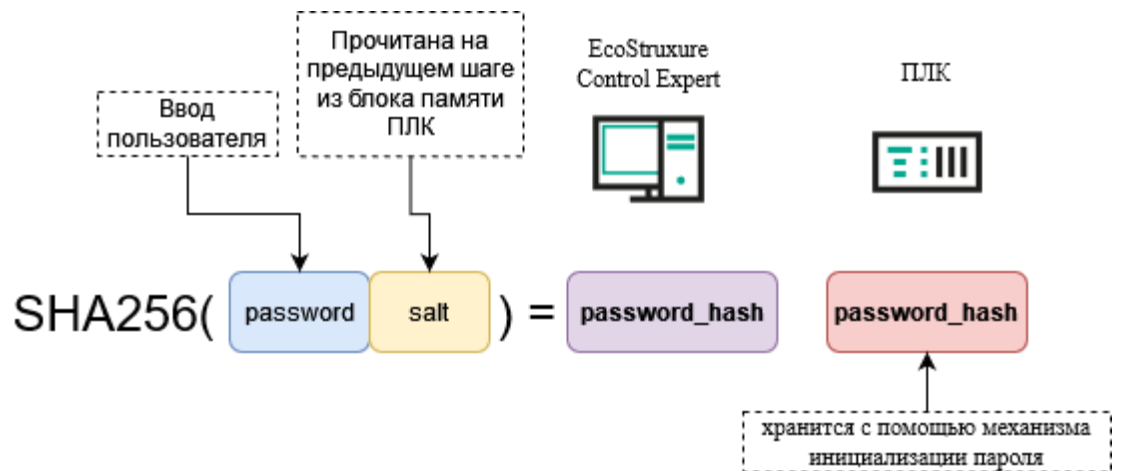 Прочитана на
предыдущем шаге
из блока памяти
ПЛК
Ввод
пользователя
EcoStruxure
Control Expert
ПЛК
SHA256( password salt ) = password_hash password_hash
хранится с помощью механизма
инициализации пароля